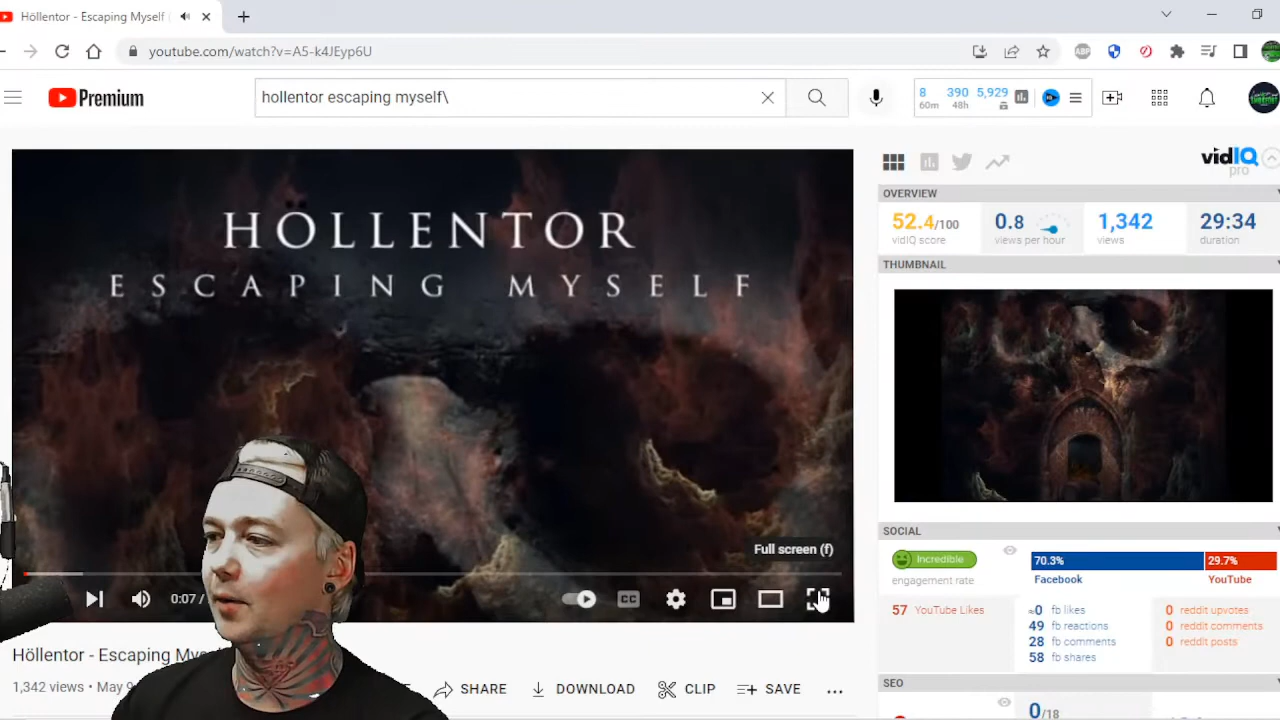 Höllentor - Escaping Myself (
youtube.com/watch?v=A5-k4JEyp6U
ABP
Premium
hollentor escaping myself\
8 390 5,929
60m 48h
HÖLLENTOR
ESCAPING MYSELF
Full screen (f)
0:07 /
CC
Höllentor - Escaping
1,342 views • May
SHARE
DOWNLOAD
CLIP
SAVE
vidIQ
pro
OVERVIEW
52.4/100
vidIQ score
0.8
views per hour
1,342
views
29:34
duration
THUMBNAIL
SOCIAL
Incredible
engagement rate
70.3%
29.7%
Facebook
YouTube
57 YouTube Likes
≈0 fb likes
49 fb reactions
28 fb comments
58 fb shares
0 reddit upvotes
0 reddit comments
0 reddit posts
SEO
0/18